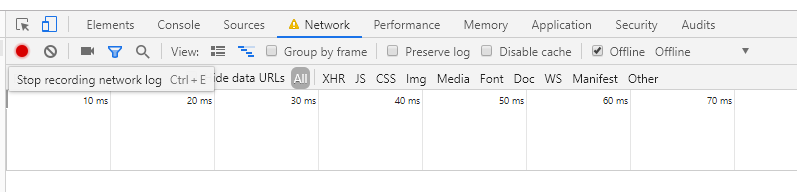 Elements Console Sources Network Performance Memory Application Security Audits
View: Group by frame Preserve log Disable cache Offline Offline
Stop recording network log Ctrl + E ide data URLs All XHR JS CSS Img Media Font Doc WS Manifest Other
10 ms 20 ms 30 ms 40 ms 50 ms 60 ms 70 ms